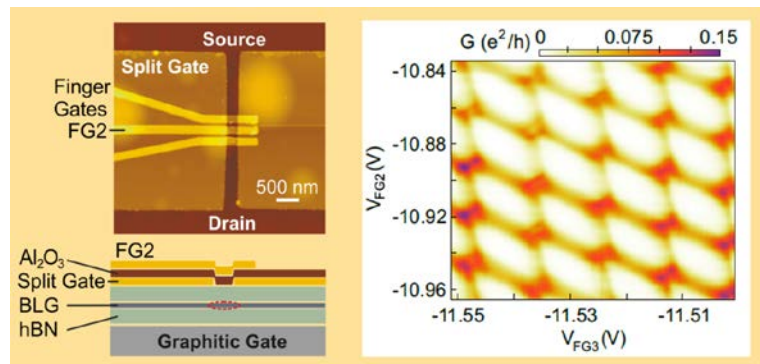 Source
Split Gate
Finger
Gates
FG2
500 nm
Drain
FG2
Al₂O₃
Split Gate
BLG
hBN
Graphitic Gate
G (e²/h) 0 0.075 0.15
-10.84
-10.88
-10.92
-10.96
V_FG2(V)
-11.55 -11.53 -11.51
V_FG3(V)